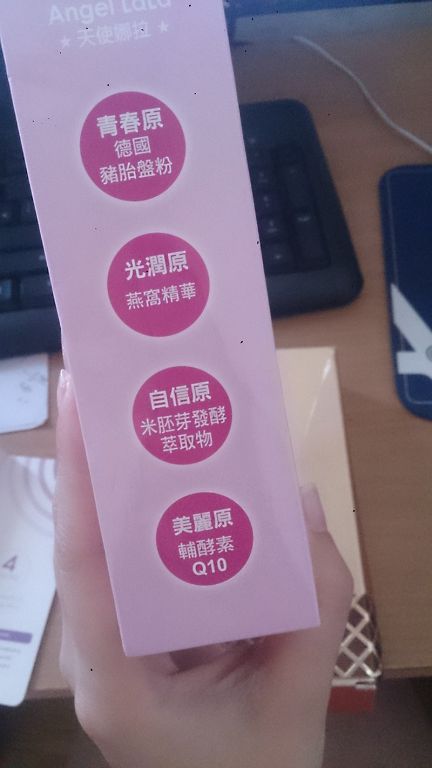 Angel LaLa
★ 天使娜拉 ★
青春原
德國
豬胎盤粉
光潤原
燕窩精華
自信原
米胚芽發酵
萃取物
美麗原
輔酵素
Q10
4